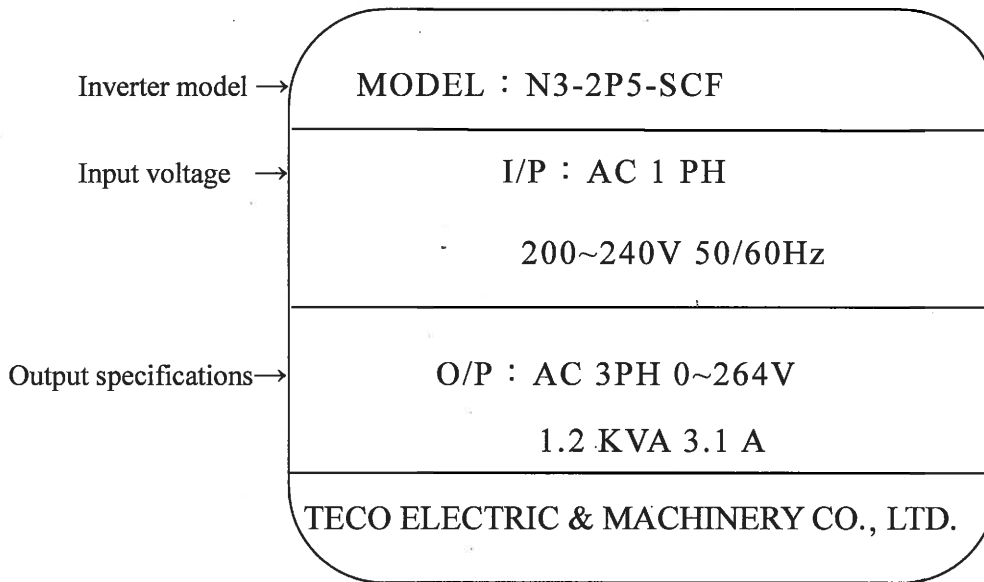 Inverter model → MODEL : N3-2P5-SCF
Input voltage → I/P : AC 1 PH
200~240V 50/60Hz
Output specifications→ O/P : AC 3PH 0~264V
1.2 KVA 3.1 A
TECO ELECTRIC & MACHINERY CO., LTD.